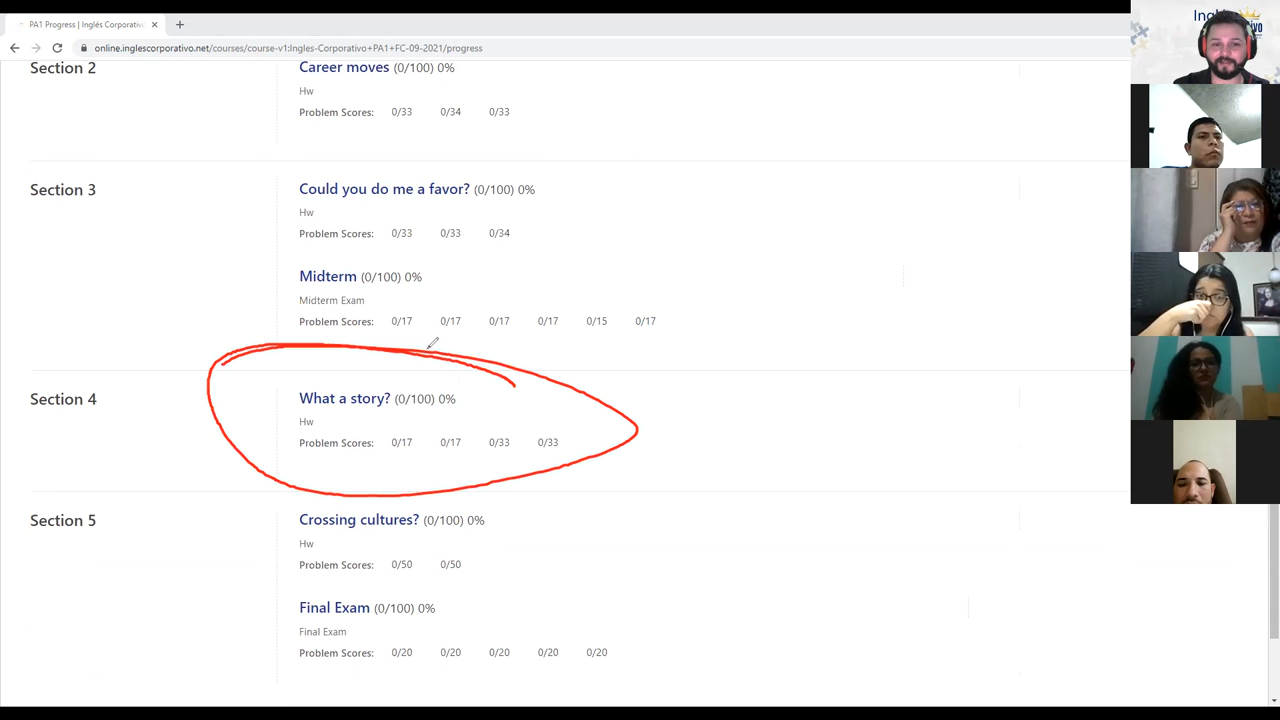 PA1 Progress | Inglés Corporativo
online.inglescorporativo.net/courses/course-v1:Ingles-Corporativo+PA1+FC-09-2021/progress
Section 2
Career moves (0/100) 0%
Hw
Problem Scores: 0/33 0/34 0/33
Section 3
Could you do me a favor? (0/100) 0%
Hw
Problem Scores: 0/33 0/33 0/34
Midterm (0/100) 0%
Midterm Exam
Problem Scores: 0/17 0/17 0/17 0/17 0/15 0/17
Section 4
What a story? (0/100) 0%
Hw
Problem Scores: 0/17 0/17 0/33 0/33
Section 5
Crossing cultures? (0/100) 0%
Hw
Problem Scores: 0/50 0/50
Final Exam (0/100) 0%
Final Exam
Problem Scores: 0/20 0/20 0/20 0/20 0/20